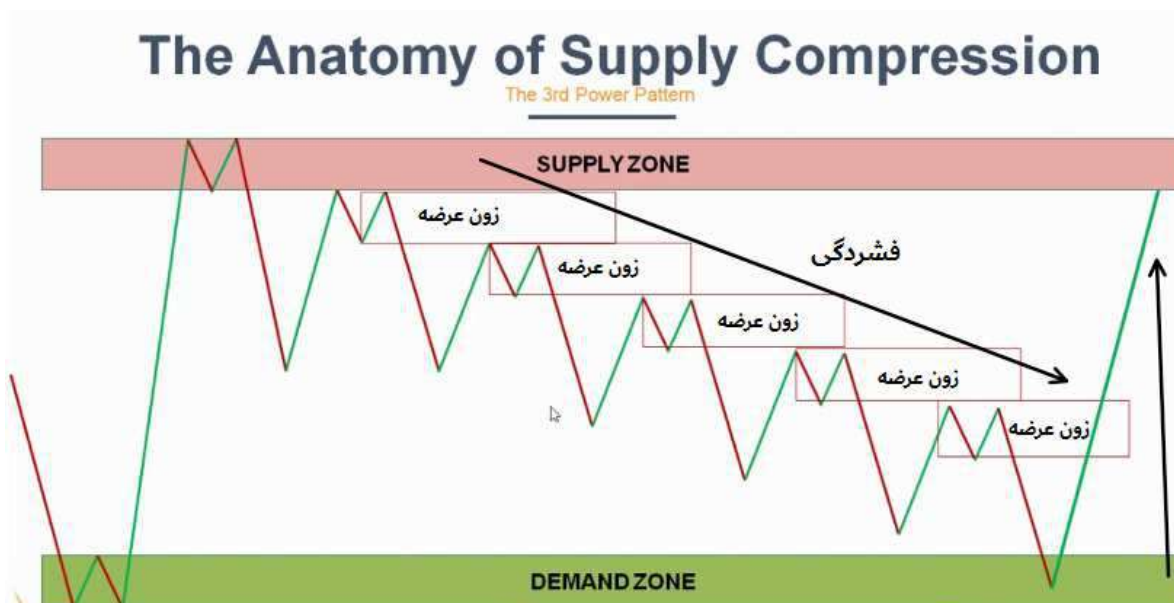 The Anatomy of Supply Compression
The 3rd Power Pattern
SUPPLY ZONE
زون عرضه
فشردگی
زون عرضه
زون عرضه
زون عرضه
زون عرضه
DEMAND ZONE